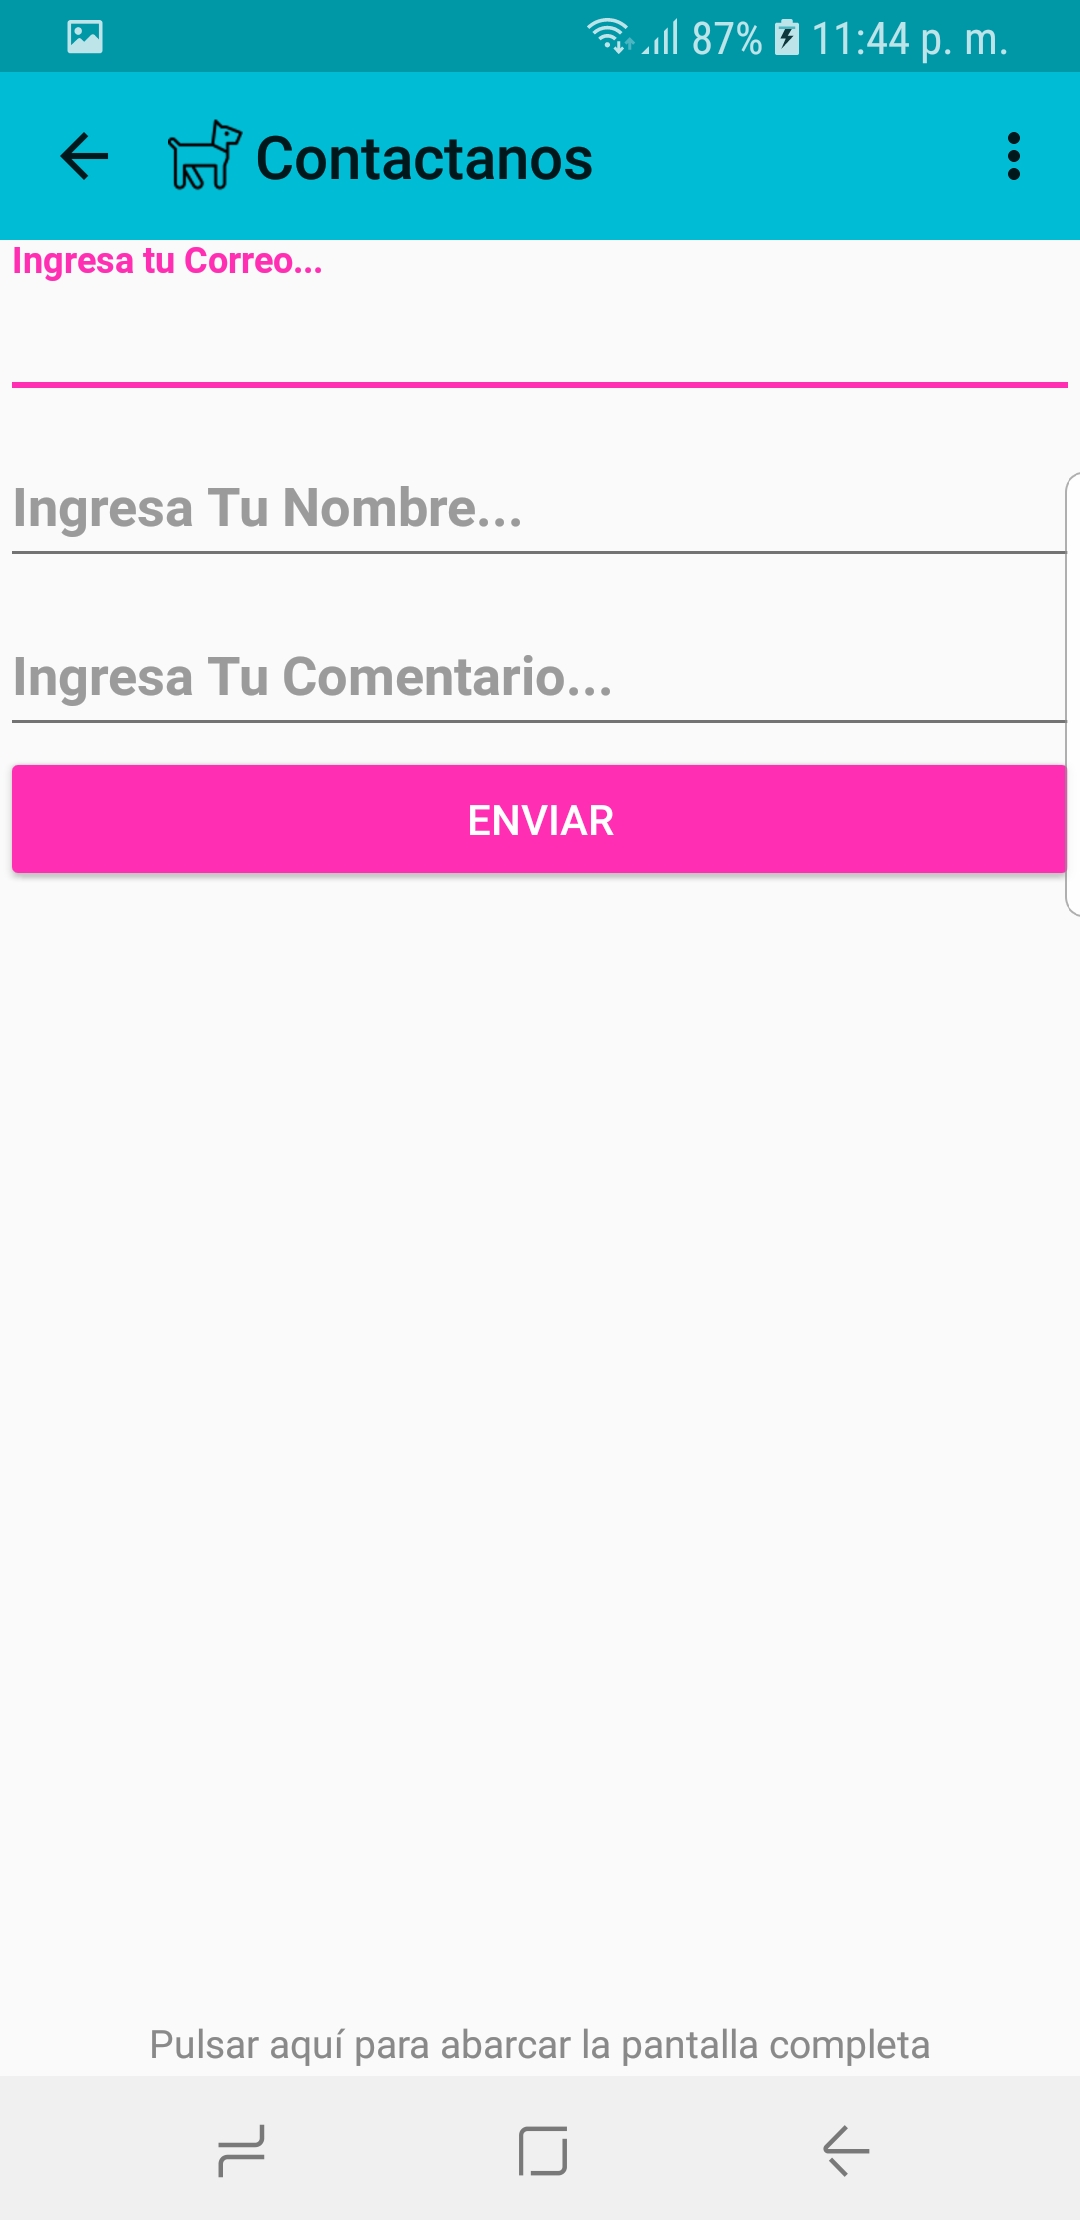 87% 11:44 p. m.
Contactanos
Ingresa tu Correo...
Ingresa Tu Nombre...
Ingresa Tu Comentario...
ENVIAR
Pulsar aquí para abarcar la pantalla completa